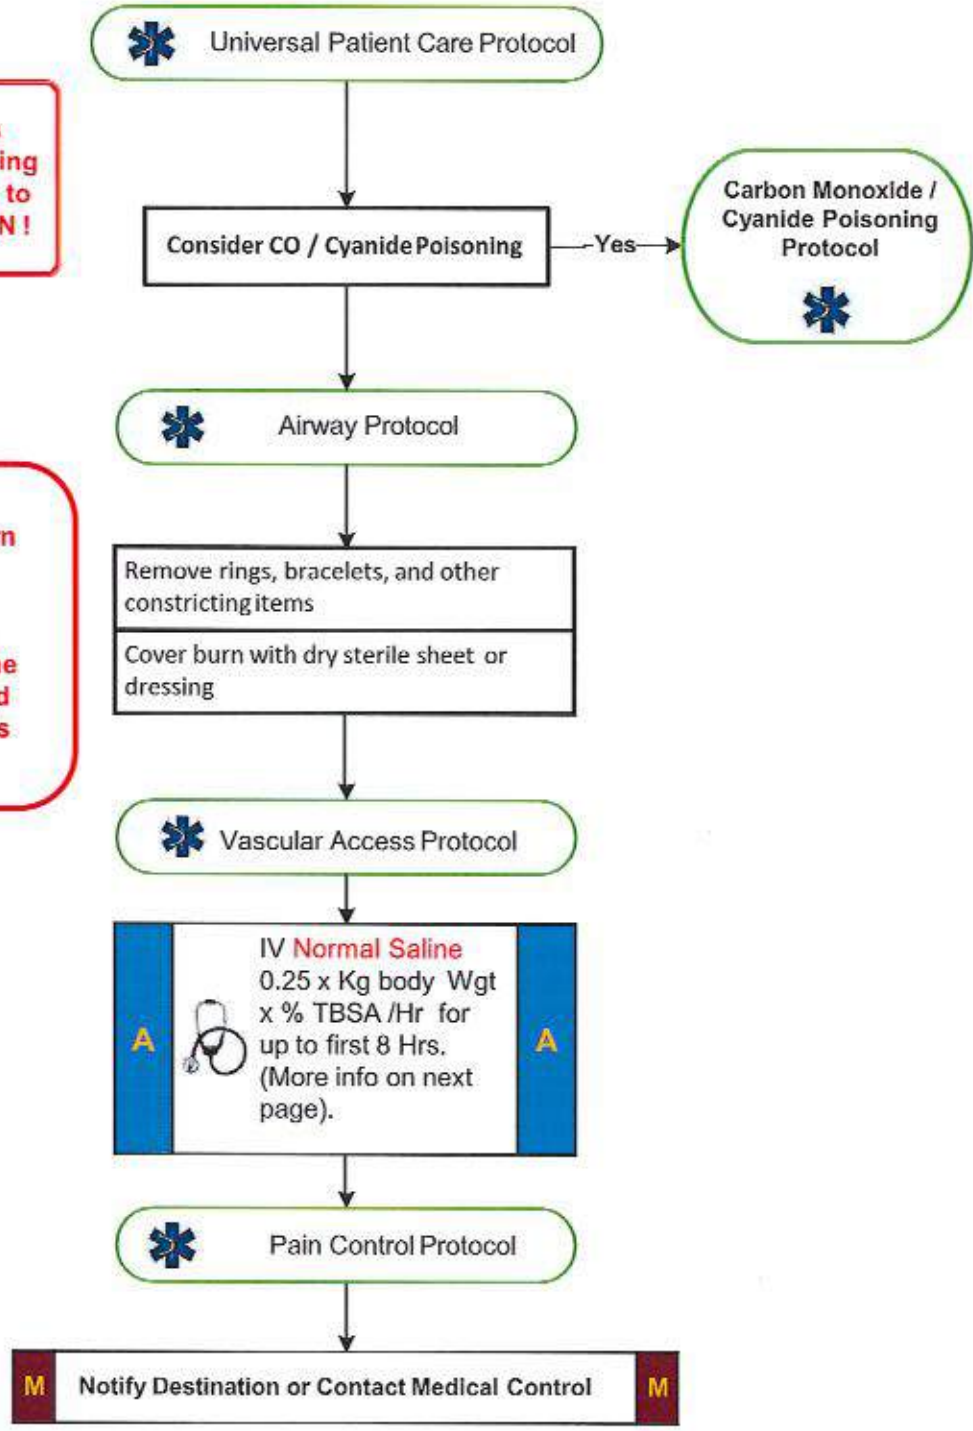 Universal Patient Care Protocol
ing
to
N !
Consider CO / Cyanide Poisoning
Yes
Carbon Monoxide /
Cyanide Poisoning
Protocol
Airway Protocol
Remove rings, bracelets, and other
constricting items
Cover burn with dry sterile sheet or
dressing
Vascular Access Protocol
A
IV Normal Saline
0.25 x Kg body Wgt
x % TBSA /Hr for
up to first 8 Hrs.
(More info on next
page).
A
Pain Control Protocol
M
Notify Destination or Contact Medical Control
M